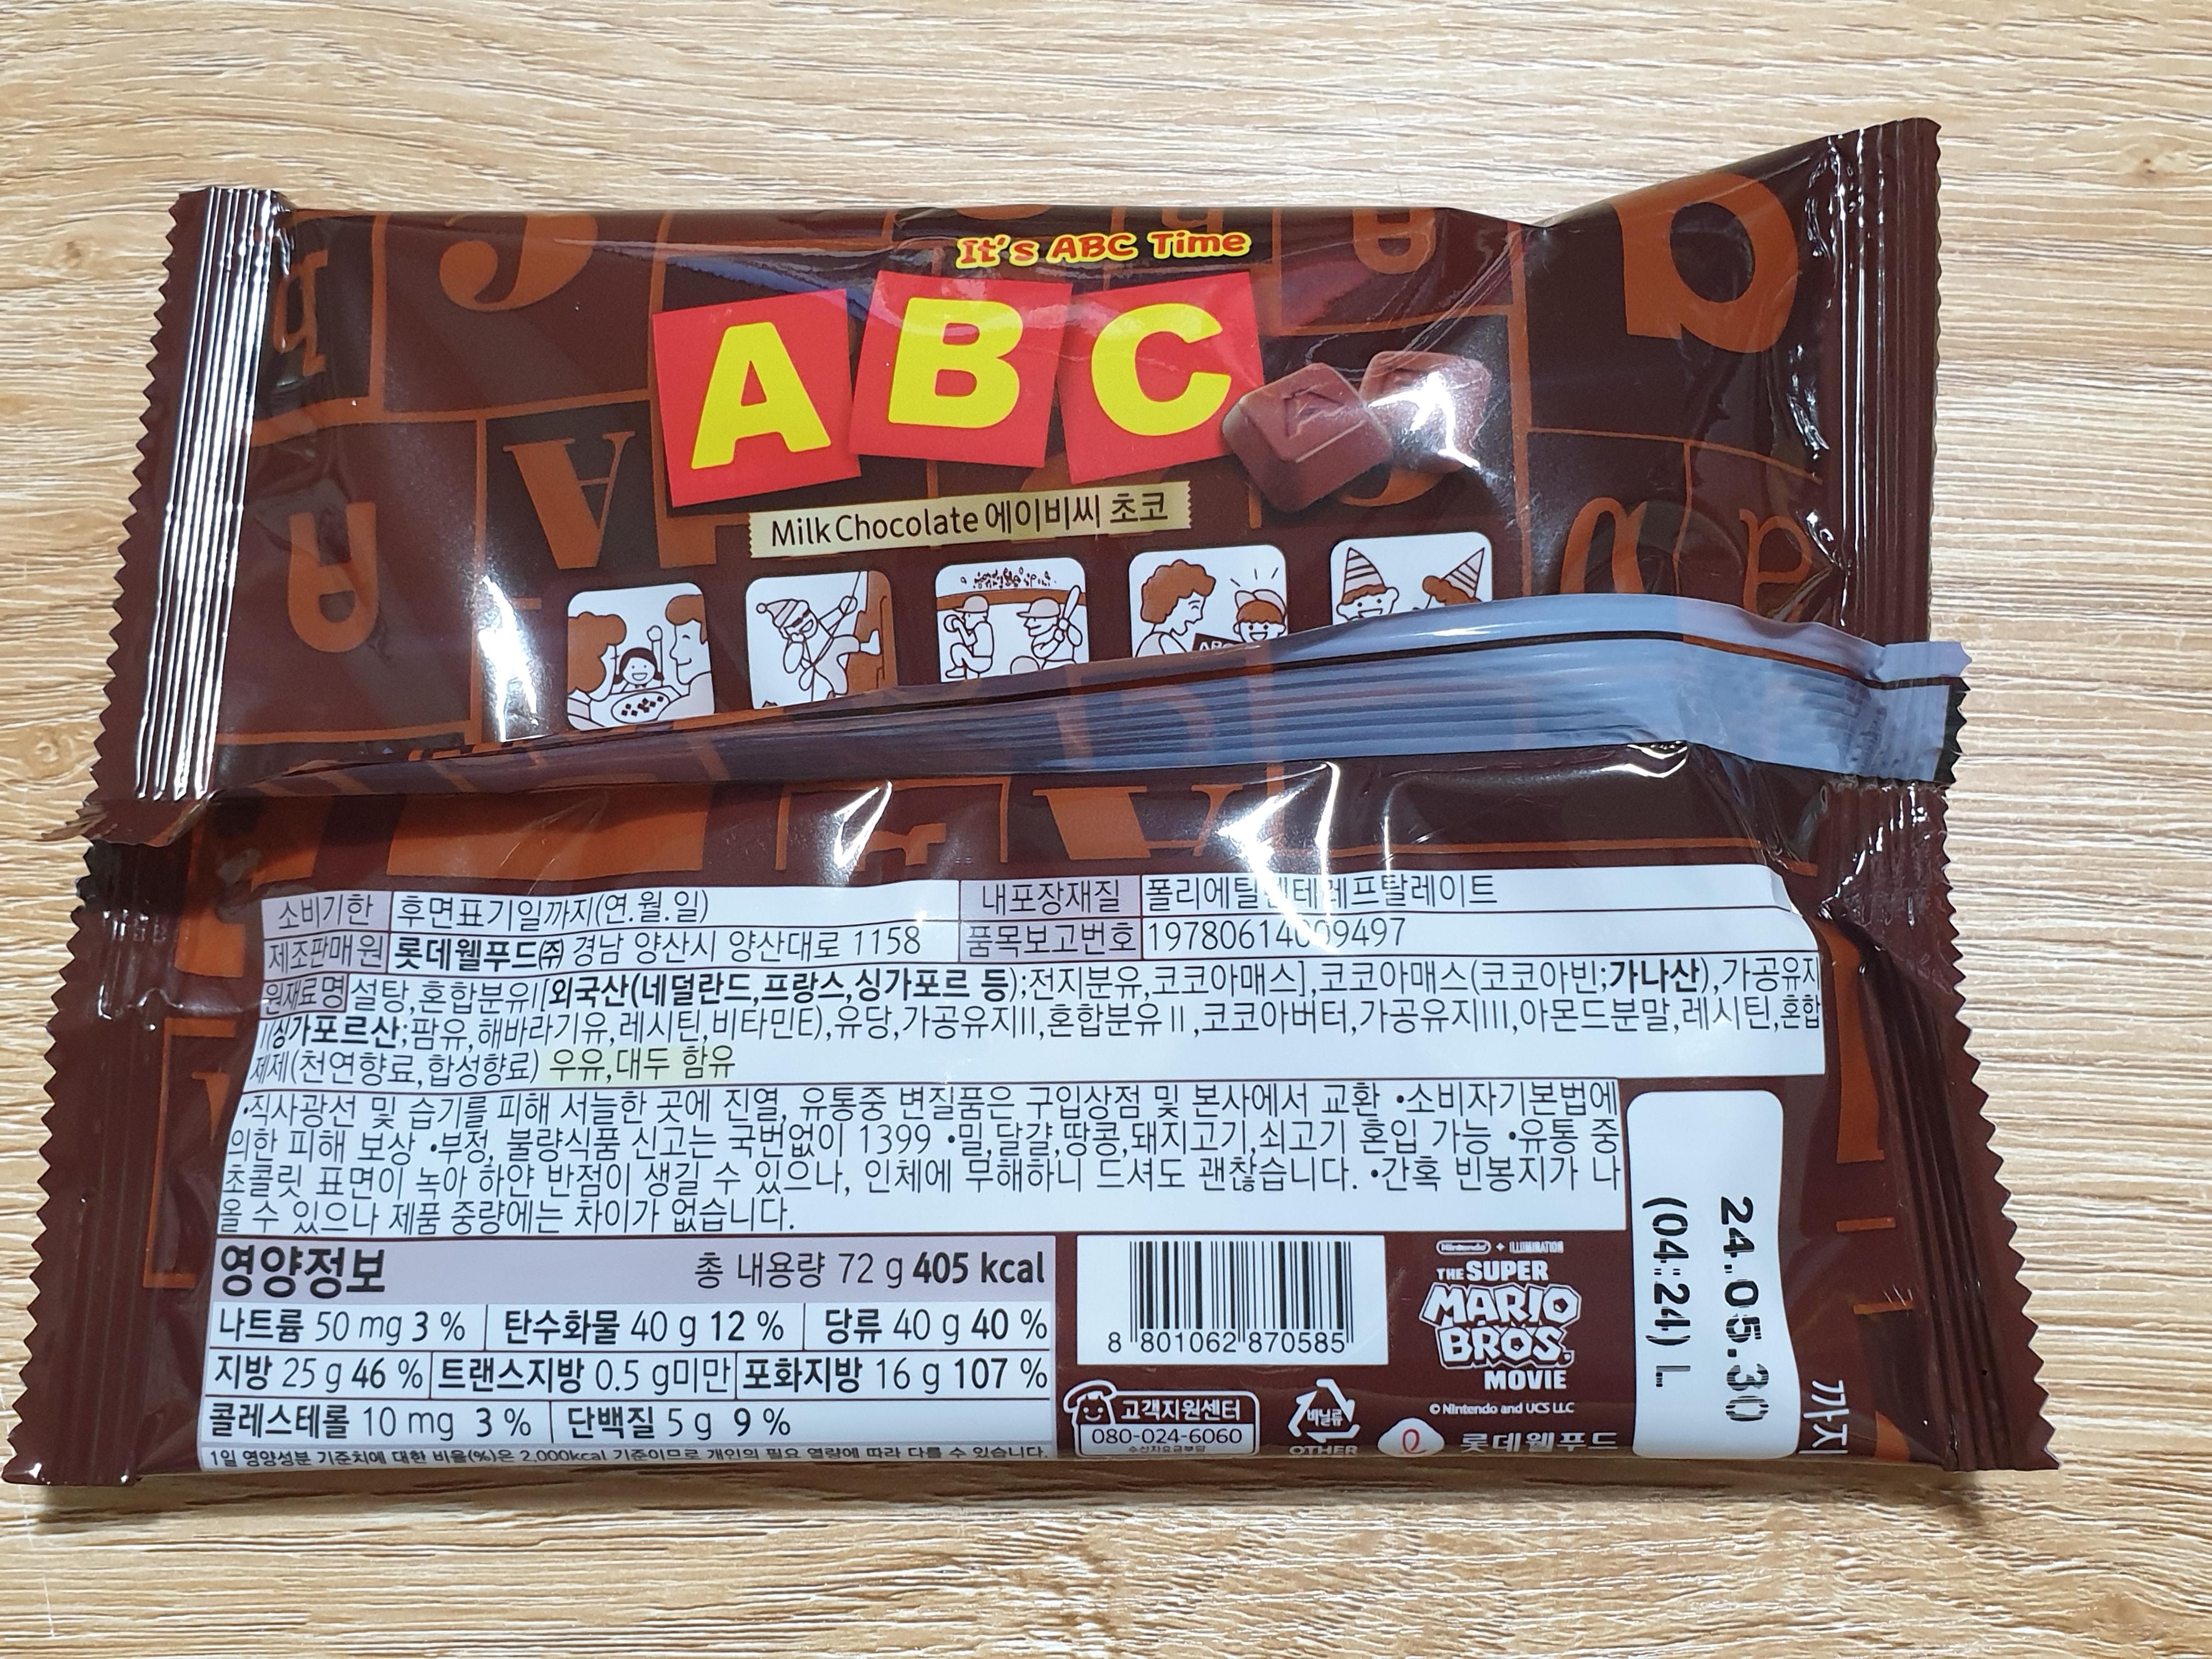 It's ABC Time
A B C
Milk Chocolate 에이비씨 초코
소비기한 후면표기일까지(연.월.일) 내포장재질 폴리에틸렌테레프탈레이트
제조판매원 롯데웰푸드㈜ 경남 양산시 양산대로 1158 품목보고번호 19780614009497
원재료명 설탕,혼합분유I[외국산(네덜란드,프랑스,싱가포르 등);전지분유,코코아매스],코코아매스(코코아빈;가나산),가공유지
I(싱가포르산;팜유,해바라기유,레시틴,비타민E),유당,가공유지II,혼합분유II,코코아버터,가공유지III,아몬드분말,레시틴,혼합
제제(천연향료,합성향료) 우유,대두 함유
•직사광선 및 습기를 피해 서늘한 곳에 진열, 유통중 변질품은 구입상점 및 본사에서 교환 •소비자기본법에
의한 피해 보상 •부정, 불량식품 신고는 국번없이 1399 •밀,달걀,땅콩,돼지고기,쇠고기 혼입 가능 •유통 중
초콜릿 표면이 녹아 하얀 반점이 생길 수 있으나, 인체에 무해하니 드셔도 괜찮습니다. •간혹 빈봉지가 나
올 수 있으나 제품 중량에는 차이가 없습니다.
영양정보 총 내용량 72 g 405 kcal
나트륨 50 mg 3 % 탄수화물 40 g 12 % 당류 40 g 40 %
지방 25 g 46 % 트랜스지방 0.5 g미만 포화지방 16 g 107 %
콜레스테롤 10 mg 3 % 단백질 5 g 9 %
1일 영양성분 기준치에 대한 비율(%)은 2,000kcal 기준이므로 개인의 필요 열량에 따라 다를 수 있습니다.
8 801062 870585
고객지원센터
080-024-6060
수신자요금부담
비닐류
OTHER
Nintendo + ILLUMINATION
THE SUPER
MARIO
BROS.
MOVIE
© Nintendo and UCS LLC
롯데웰푸드
24.05.30
(04:24) L
까지